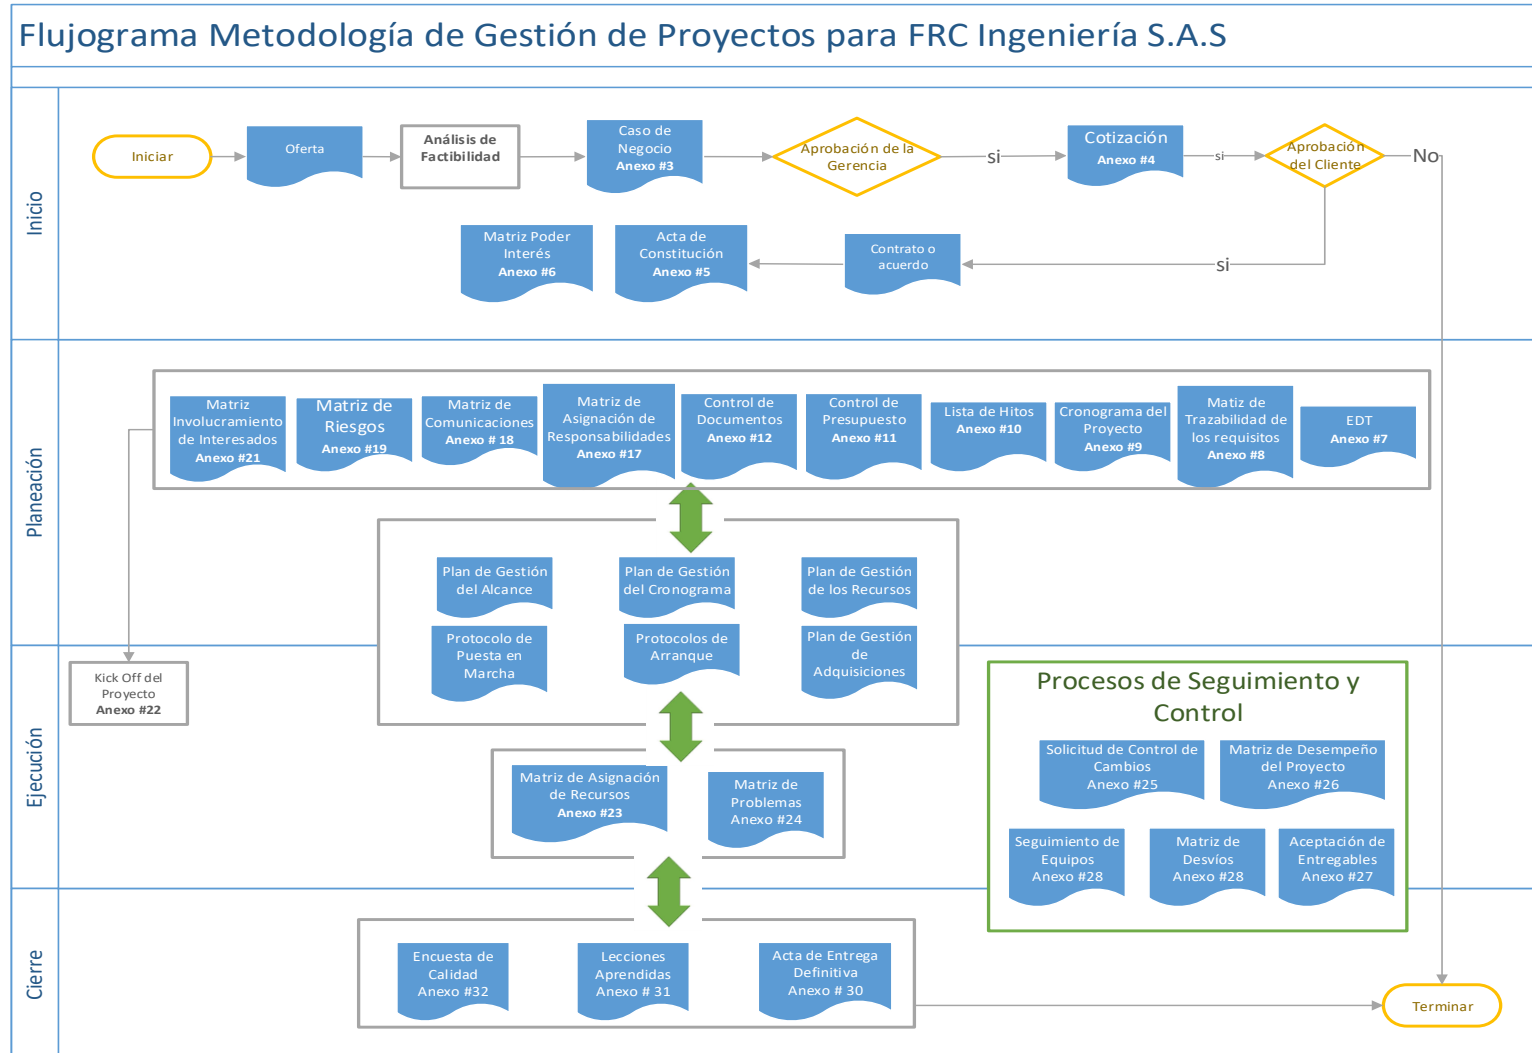 Flujograma Metodología de Gestión de Proyectos para FRC Ingeniería S.A.S
Inicio
Iniciar
Oferta
Análisis de
Factibilidad
Caso de
Negocio
Anexo #3
Aprobación de la
Gerencia
si
Cotización
Anexo #4
si
Aprobación
del Cliente
No
Matriz Poder
Interés
Anexo #6
Acta de
Constitución
Anexo #5
Contrato o
acuerdo
si
Planeación
Matriz
Involucramiento
de Interesados
Anexo #21
Matriz de
Riesgos
Anexo #19
Matriz de
Comunicaciones
Anexo # 18
Matriz de
Asignación de
Responsabilidades
Anexo #17
Control de
Documentos
Anexo #12
Control de
Presupuesto
Anexo #11
Lista de Hitos
Anexo #10
Cronograma del
Proyecto
Anexo #9
Matiz de
Trazabilidad de
los requisitos
Anexo #8
EDT
Anexo #7
Plan de Gestión
del Alcance
Plan de Gestión
del Cronograma
Plan de Gestión
de los Recursos
Protocolo de
Puesta en
Marcha
Protocolos de
Arranque
Plan de Gestión
de
Adquisiciones
Ejecución
Kick Off del
Proyecto
Anexo #22
Matriz de Asignación
de Recursos
Anexo #23
Matriz de
Problemas
Anexo #24
Procesos de Seguimiento y
Control
Solicitud de Control de
Cambios
Anexo #25
Matriz de Desempeño
del Proyecto
Anexo #26
Seguimiento de
Equipos
Anexo #28
Matriz de
Desvíos
Anexo #28
Aceptación de
Entregables
Anexo #27
Cierre
Encuesta de
Calidad
Anexo #32
Lecciones
Aprendidas
Anexo # 31
Acta de Entrega
Definitiva
Anexo # 30
Terminar